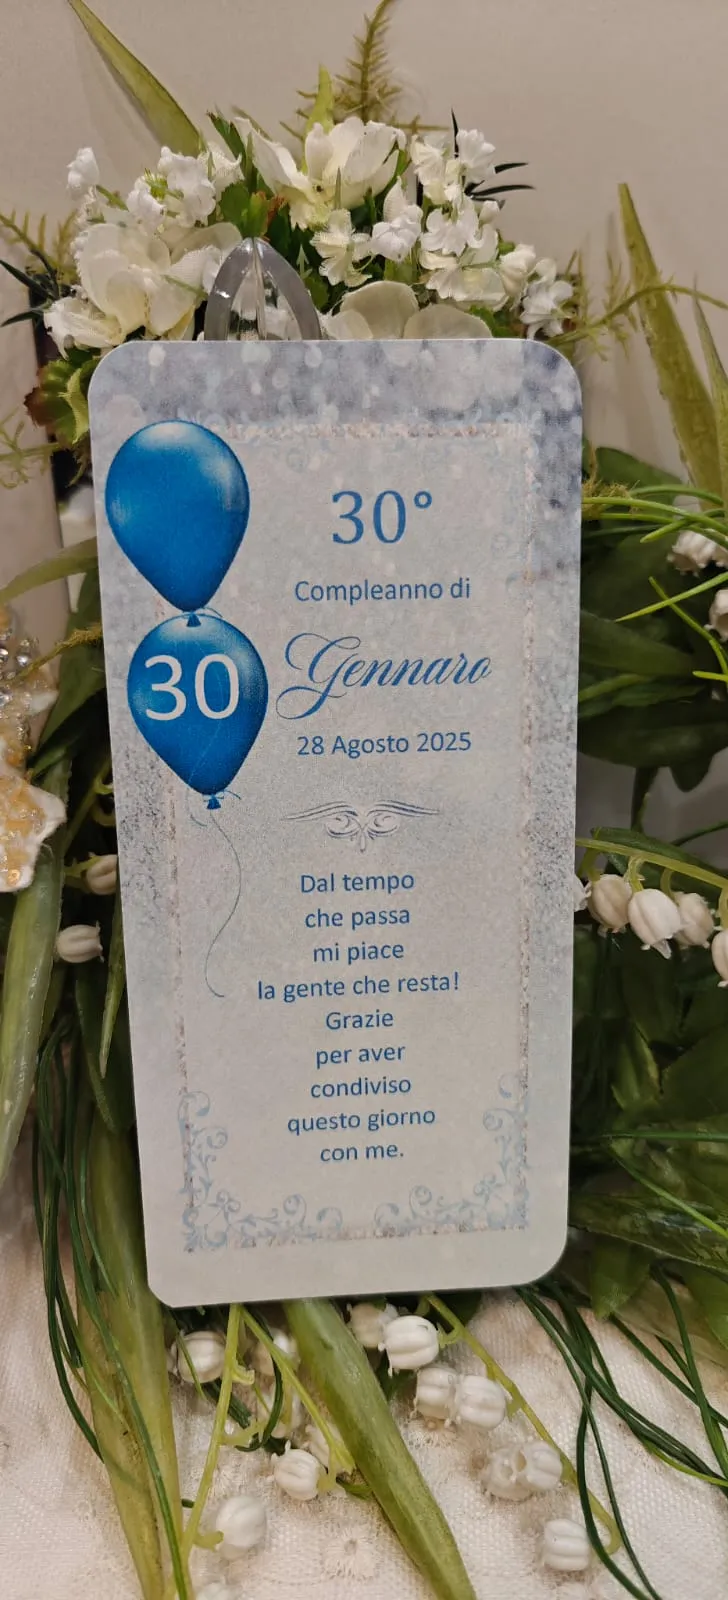 30°
Compleanno di
30
Gennaro
28 Agosto 2025
Dal tempo
che passa
mi piace
la gente che resta!
Grazie
per aver
condiviso
questo giorno
con me.